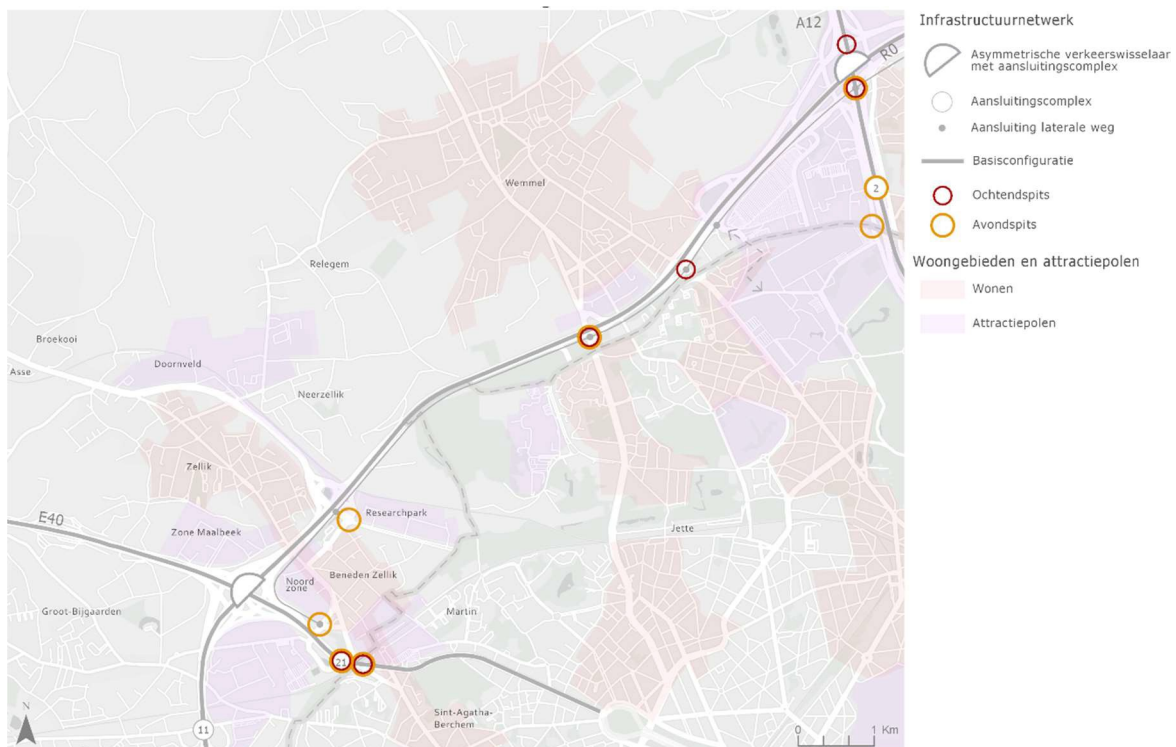 A12
R0
Wemmel
2
Relegem
Broekooi
Asse
Doornveld
Neerzellik
Zellik
Researchpark
E40
Zone Maalbeek
Jette
Noord
zone
Beneden Zellik
Groot-Bijgaarden
Martin
21
Sint-Agatha-
Berchem
11
N
0
1 Km
Infrastructuurnetwerk
Asymmetrische verkeerswisselaar
met aansluitingscomplex
Aansluitingscomplex
Aansluiting laterale weg
Basisconfiguratie
Ochtendspits
Avondspits
Woongebieden en attractiepolen
Wonen
Attractiepolen